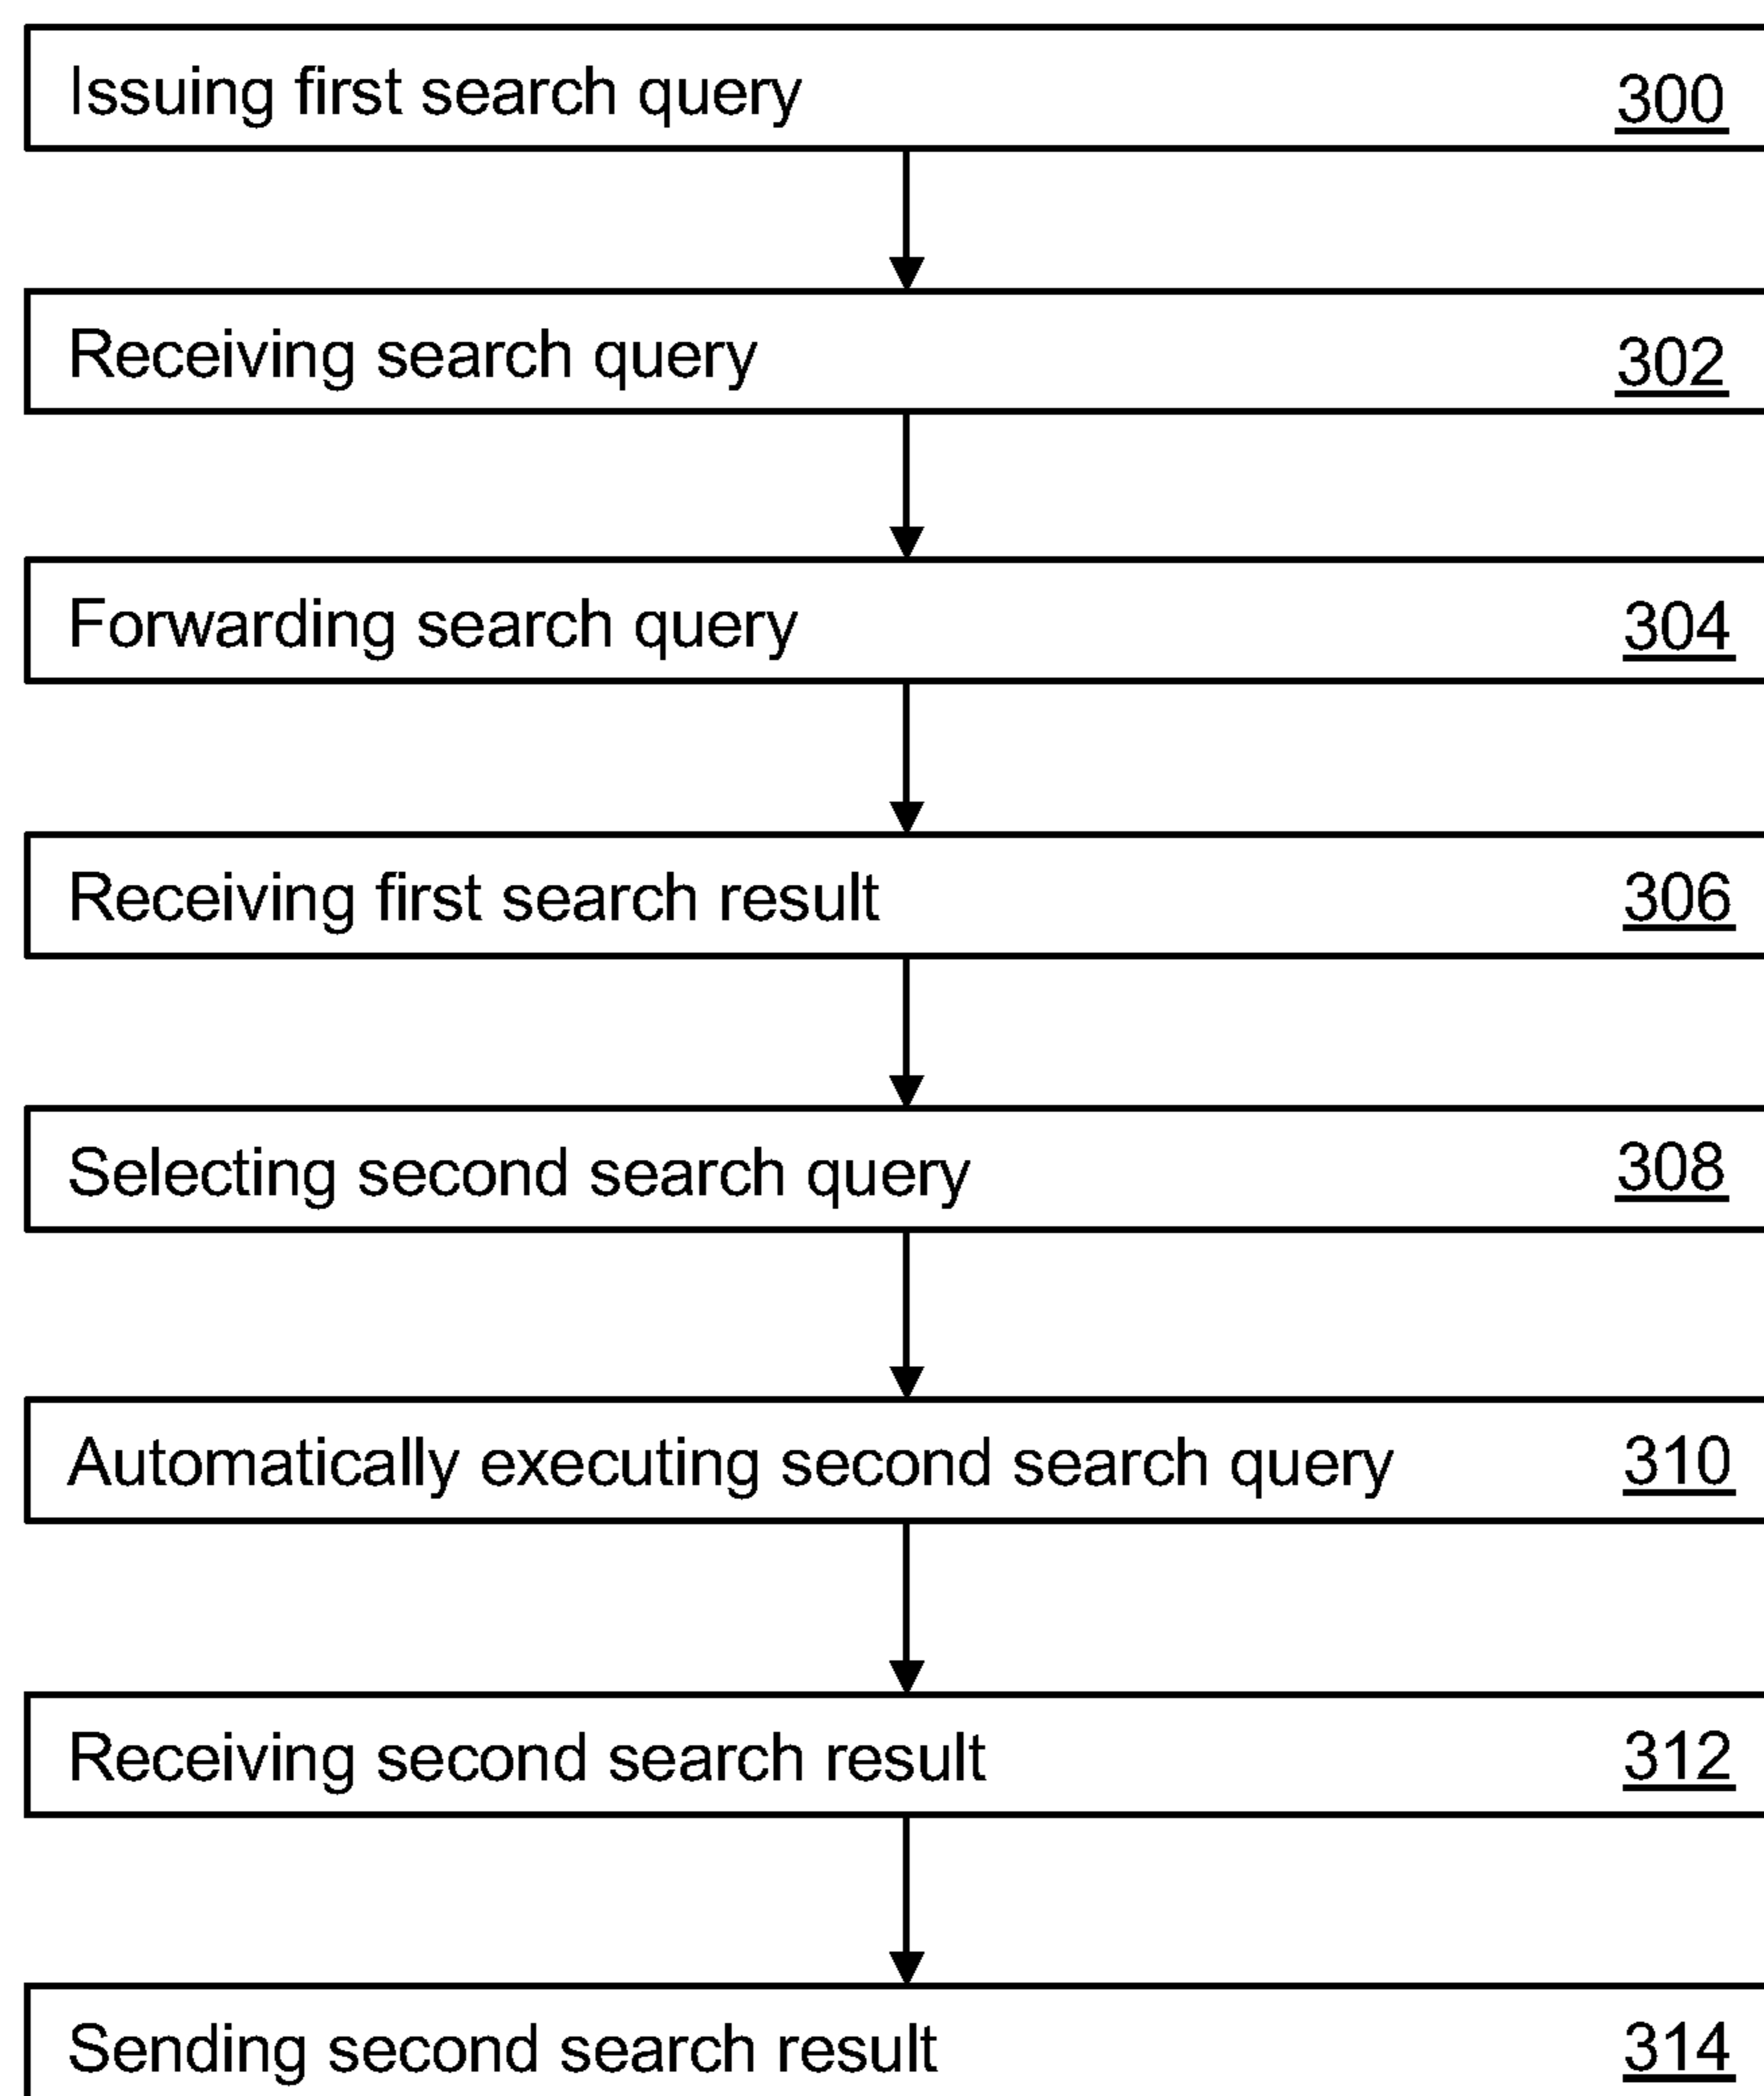 Issuing first search query 300
Receiving search query 302
Forwarding search query 304
Receiving first search result 306
Selecting second search query 308
Automatically executing second search query 310
Receiving second search result 312
Sending second search result 314